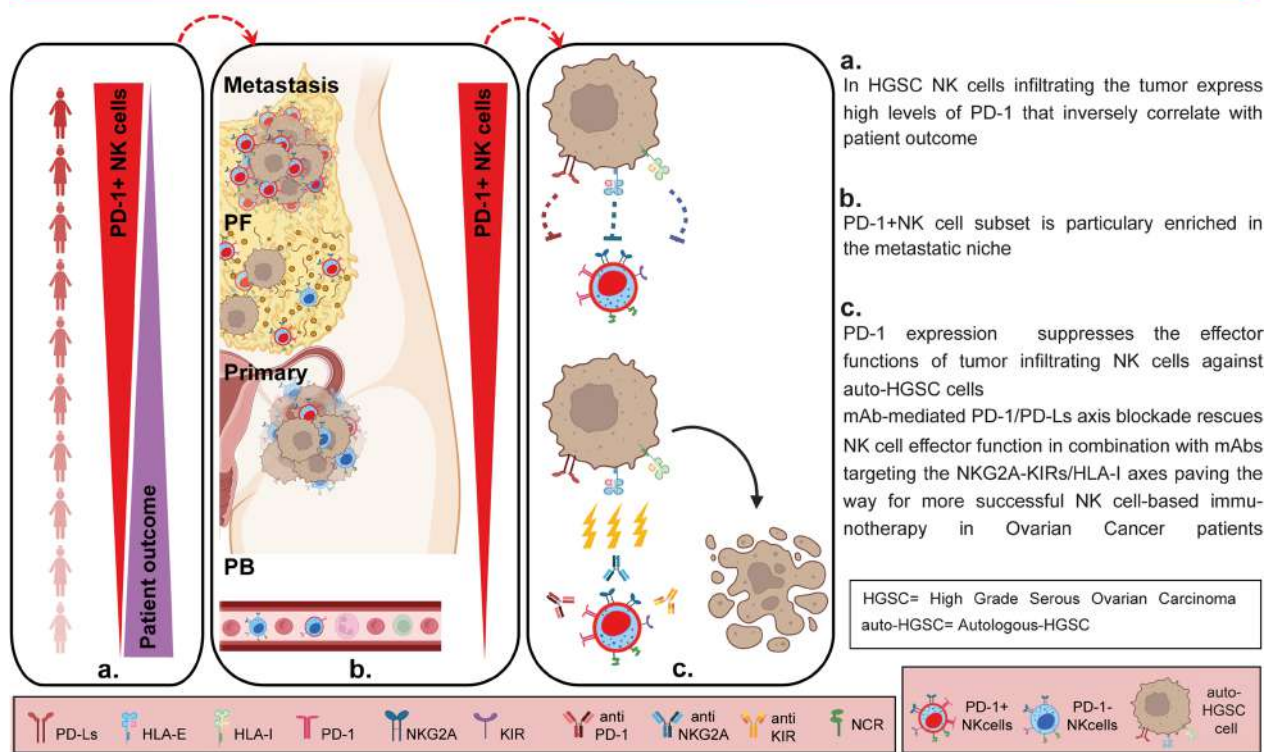 PD-1+ NK cells
Patient outcome
a.
Metastasis
PF
Primary
PB
PD-1+ NK cells
b.
c.
a.
In HGSC NK cells infiltrating the tumor express
high levels of PD-1 that inversely correlate with
patient outcome
b.
PD-1+NK cell subset is particulary enriched in
the metastatic niche
c.
PD-1 expression suppresses the effector
functions of tumor infiltrating NK cells against
auto-HGSC cells
mAb-mediated PD-1/PD-Ls axis blockade rescues
NK cell effector function in combination with mAbs
targeting the NKG2A-KIRs/HLA-I axes paving the
way for more successful NK cell-based immu-
notherapy in Ovarian Cancer patients
HGSC= High Grade Serous Ovarian Carcinoma
auto-HGSC= Autologous-HGSC
PD-Ls
HLA-E
HLA-I
PD-1
NKG2A
KIR
anti
PD-1
anti
NKG2A
anti
KIR
NCR
PD-1+
NKcells
PD-1-
NKcells
auto-
HGSC
cell